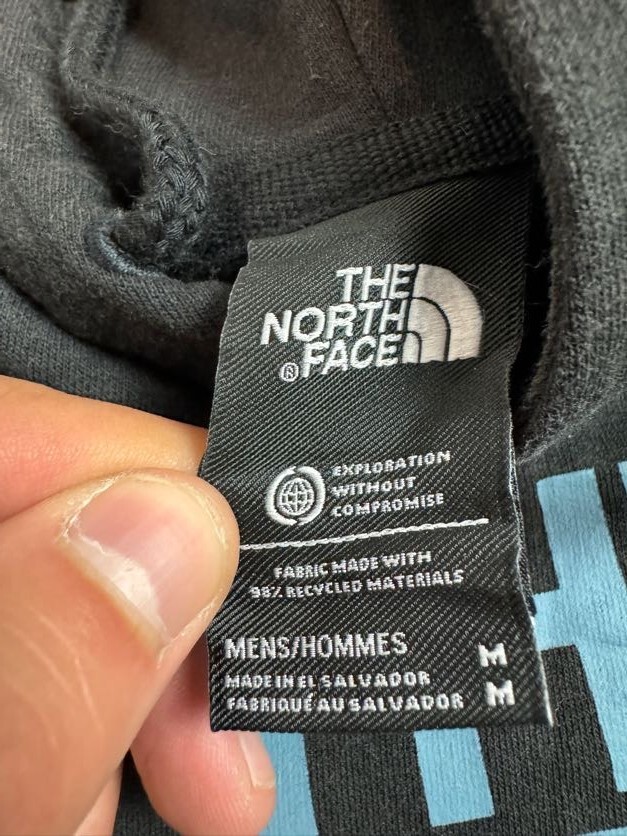 THE
NORTH
®FACE
EXPLORATION
WITHOUT
COMPROMISE
FABRIC MADE WITH
98% RECYCLED MATERIALS
MENS/HOMMES M
MADE IN EL SALVADOR
FABRIQUÉ AU SALVADOR M